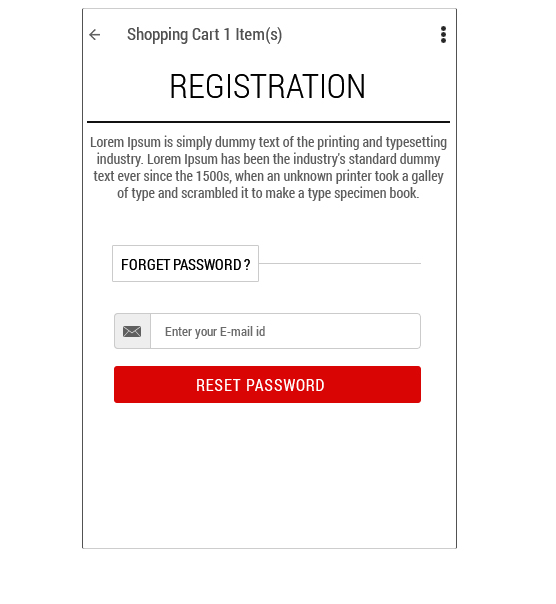 Shopping Cart 1 Item(s)
REGISTRATION
Lorem Ipsum is simply dummy text of the printing and typesetting
industry. Lorem Ipsum has been the industry's standard dummy
text ever since the 1500s, when an unknown printer took a galley
of type and scrambled it to make a type specimen book.
FORGET PASSWORD ?
Enter your E-mail id
RESET PASSWORD